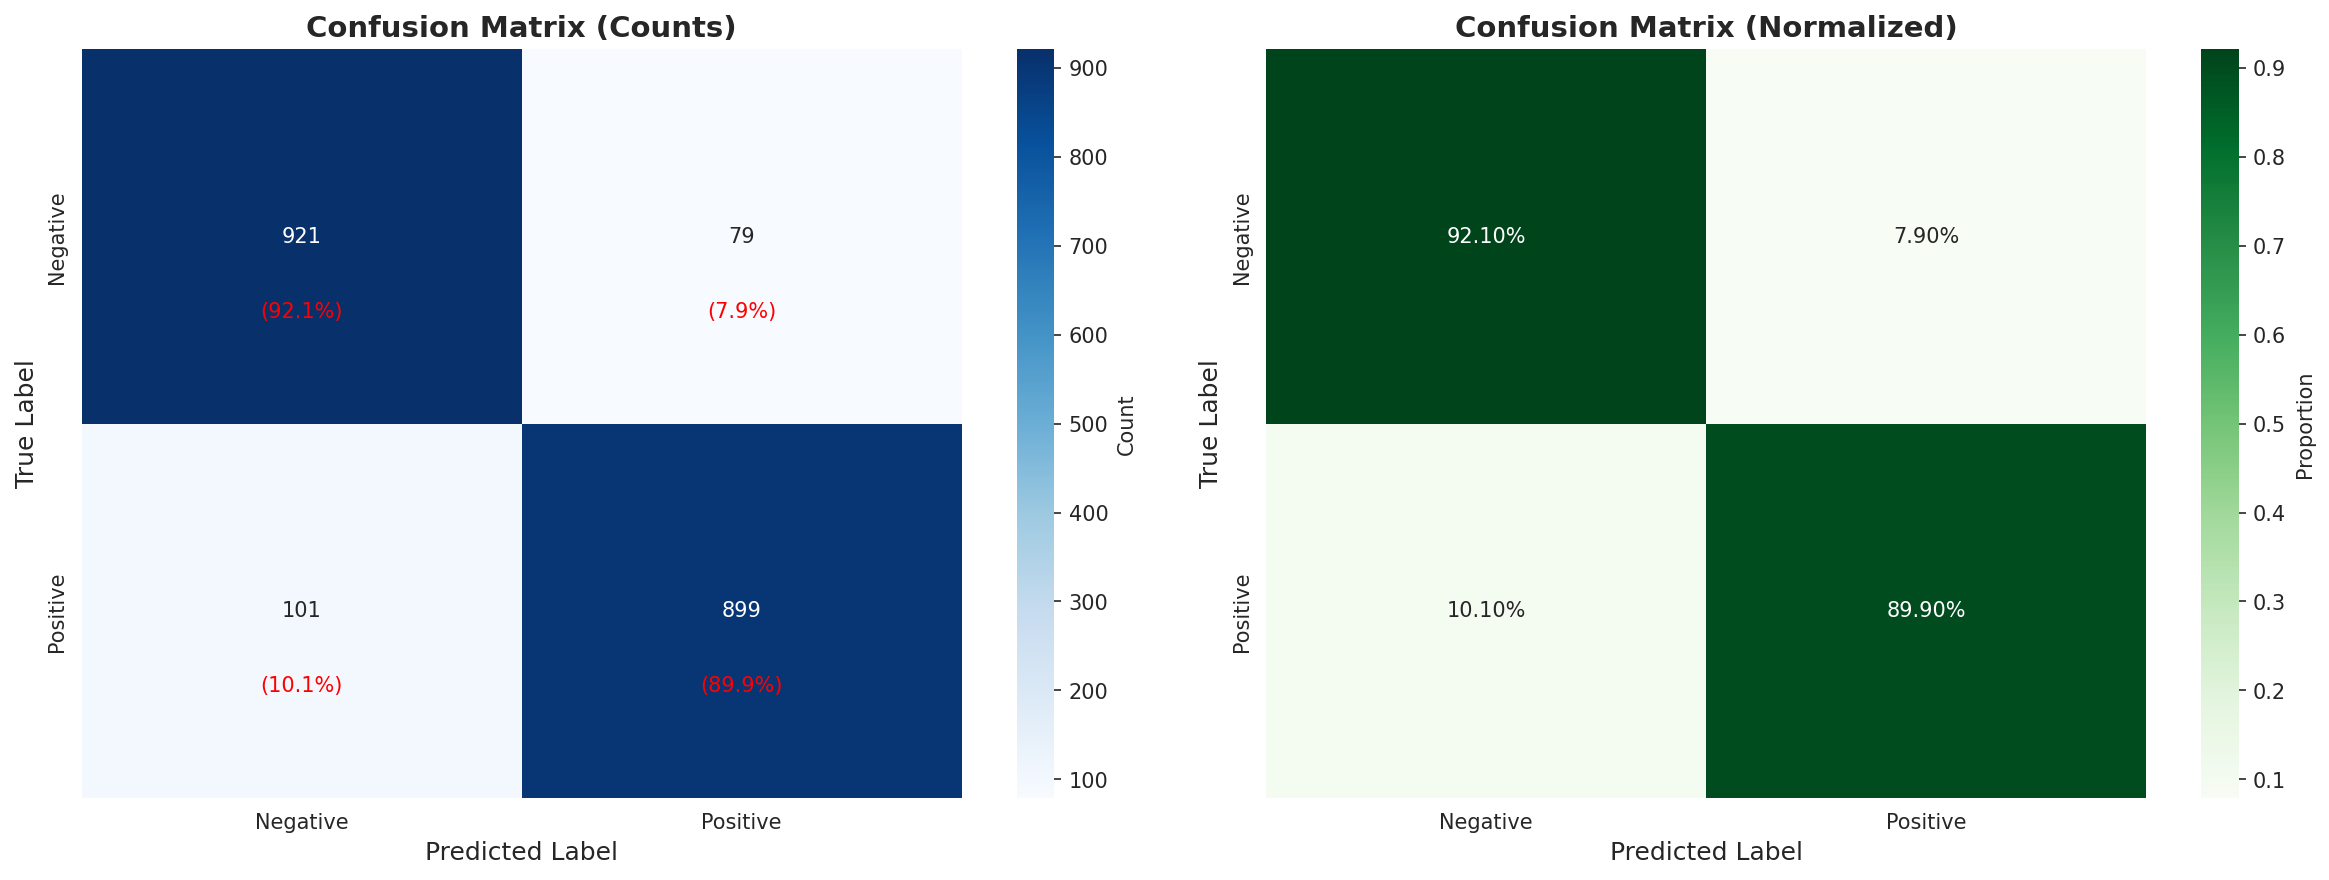 Confusion Matrix (Counts)
True Label
Negative
Positive
921
79
(92.1%)
(7.9%)
101
899
(10.1%)
(89.9%)
Negative
Positive
Predicted Label
900
800
700
600
500
400
300
200
100
Count
Confusion Matrix (Normalized)
True Label
Negative
Positive
92.10%
7.90%
10.10%
89.90%
Negative
Positive
Predicted Label
0.9
0.8
0.7
0.6
0.5
0.4
0.3
0.2
0.1
Proportion